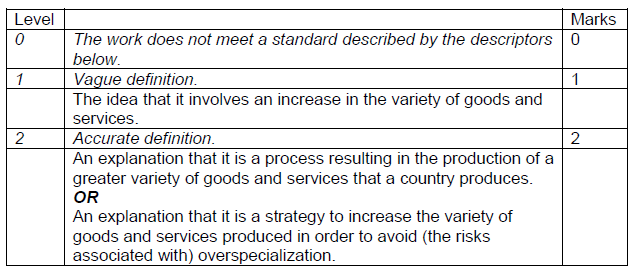 Level Marks
0 The work does not meet a standard described by the descriptors 0
below.
1 Vague definition. 1
The idea that it involves an increase in the variety of goods and
services.
2 Accurate definition. 2
An explanation that it is a process resulting in the production of a
greater variety of goods and services that a country produces.
OR
An explanation that it is a strategy to increase the variety of
goods and services produced in order to avoid (the risks
associated with) overspecialization.